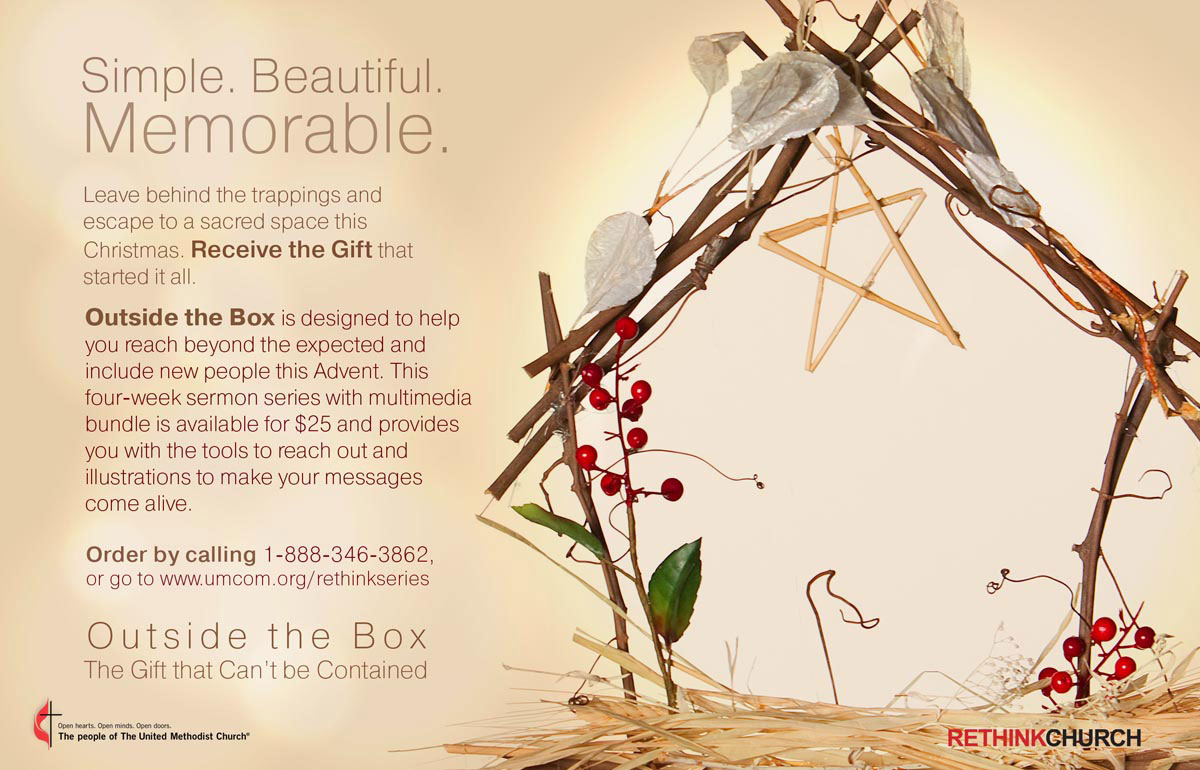 Simple. Beautiful.
Memorable.
Leave behind the trappings and
escape to a sacred space this
Christmas. Receive the Gift that
started it all.
Outside the Box is designed to help
you reach beyond the expected and
include new people this Advent. This
four-week sermon series with multimedia
bundle is available for $25 and provides
you with the tools to reach out and
illustrations to make your messages
come alive.
Order by calling 1-888-346-3862,
or go to www.umcom.org/rethinkseries
Outside the Box
The Gift that Can't be Contained
Open hearts. Open minds. Open doors.
The people of The United Methodist Church®
RETHINKCHURCH